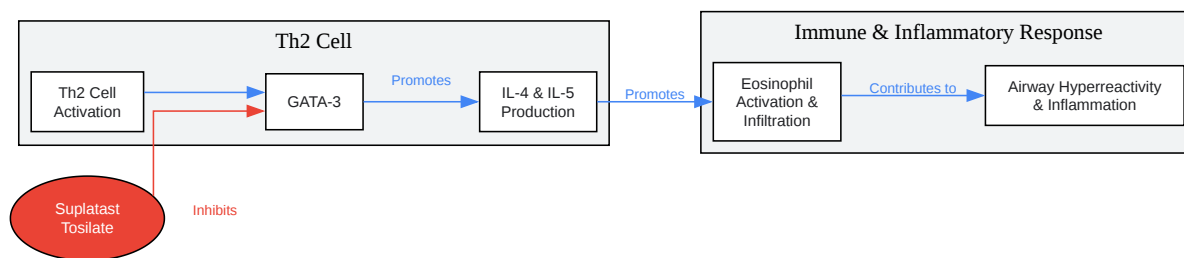 Th2 Cell
Immune & Inflammatory Response
Th2 Cell
Activation
GATA-3
Promotes
IL-4 & IL-5
Production
Promotes
Eosinophil
Activation &
Infiltration
Contributes to
Airway Hyperreactivity
& Inflammation
Suplatast
Tosilate
Inhibits